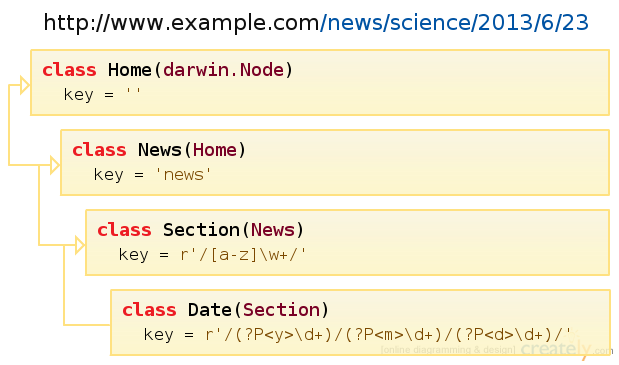 http://www.example.com/news/science/2013/6/23
class Home(darwin.Node)
key = ''
class News(Home)
key = 'news'
class Section(News)
key = r'/[a-z]\w+/'
class Date(Section)
key = r'/(?P<y>\d+)/(?P<m>\d+)/(?P<d>\d+)/'
[online diagramming & design] creately.com